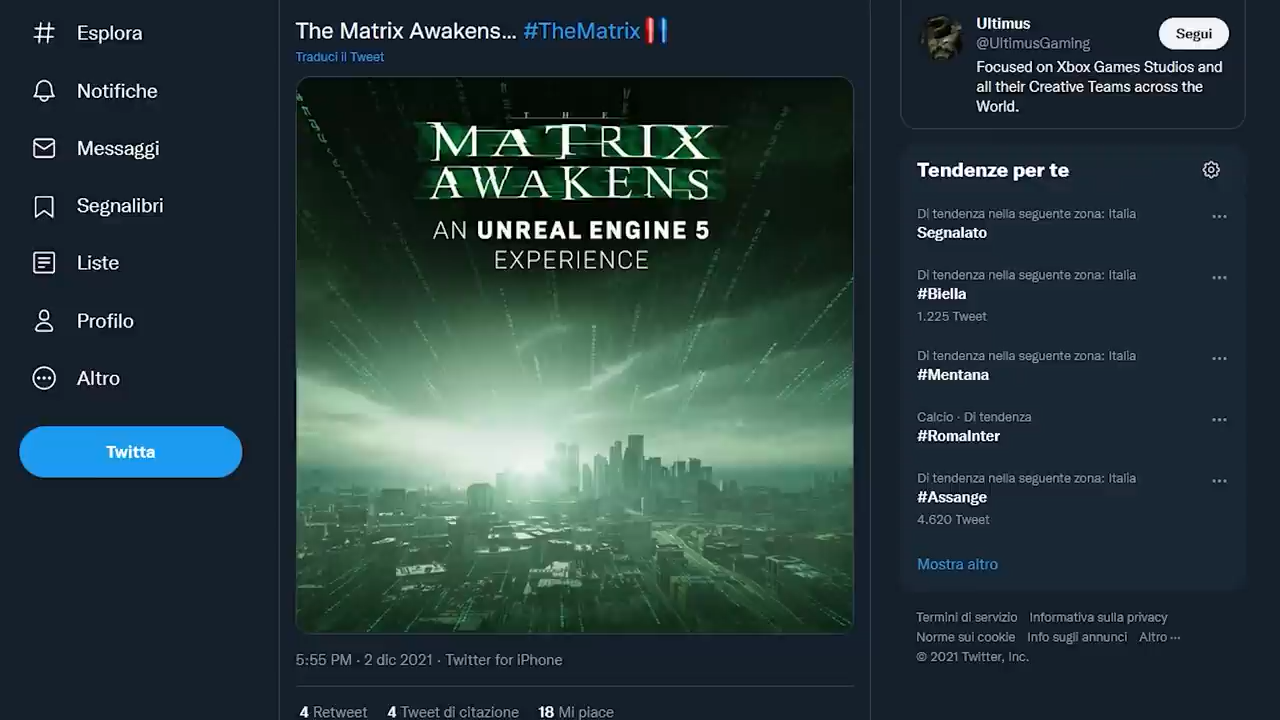 Esplora
Notifiche
Messaggi
Segnalibri
Liste
Profilo
Altro
Twitta
The Matrix Awakens... #TheMatrix
Traduci il Tweet
THE
MATRIX
AWAKENS
AN UNREAL ENGINE 5
EXPERIENCE
5:55 PM · 2 dic 2021 · Twitter for iPhone
4 Retweet 4 Tweet di citazione 18 Mi piace
Ultimus
@UltimusGaming
Segui
Focused on Xbox Games Studios and
all their Creative Teams across the
World.
Tendenze per te
Di tendenza nella seguente zona: Italia
Segnalato
Di tendenza nella seguente zona: Italia
#Biella
1.225 Tweet
Di tendenza nella seguente zona: Italia
#Mentana
Calcio · Di tendenza
#RomaInter
Di tendenza nella seguente zona: Italia
#Assange
4.620 Tweet
Mostra altro
Termini di servizio Informativa sulla privacy
Norme sui cookie Info sugli annunci Altro ···
© 2021 Twitter, Inc.